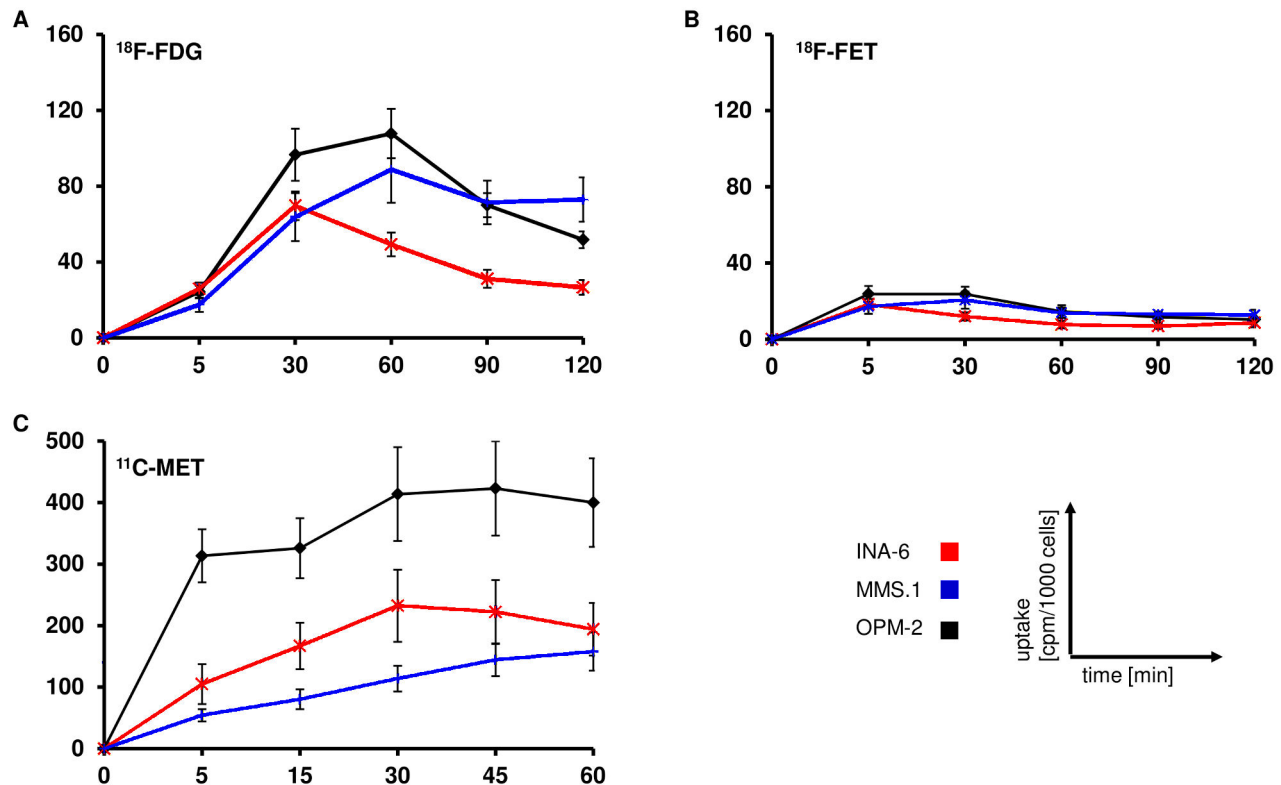 A
B
¹⁸F-FDG
¹⁸F-FET
160
120
80
40
0
0 5 30 60 90 120
160
120
80
40
0
0 5 30 60 90 120
C
¹¹C-MET
500
400
300
200
100
0
0 5 15 30 45 60
INA-6
MMS.1
OPM-2
uptake
[cpm/1000 cells]
time [min]